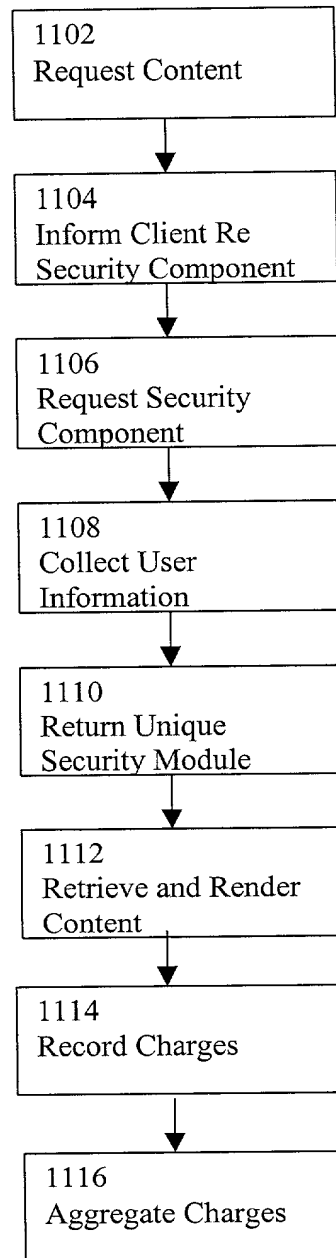 1102
Request Content
1104
Inform Client Re
Security Component
1106
Request Security
Component
1108
Collect User
Information
1110
Return Unique
Security Module
1112
Retrieve and Render
Content
1114
Record Charges
1116
Aggregate Charges